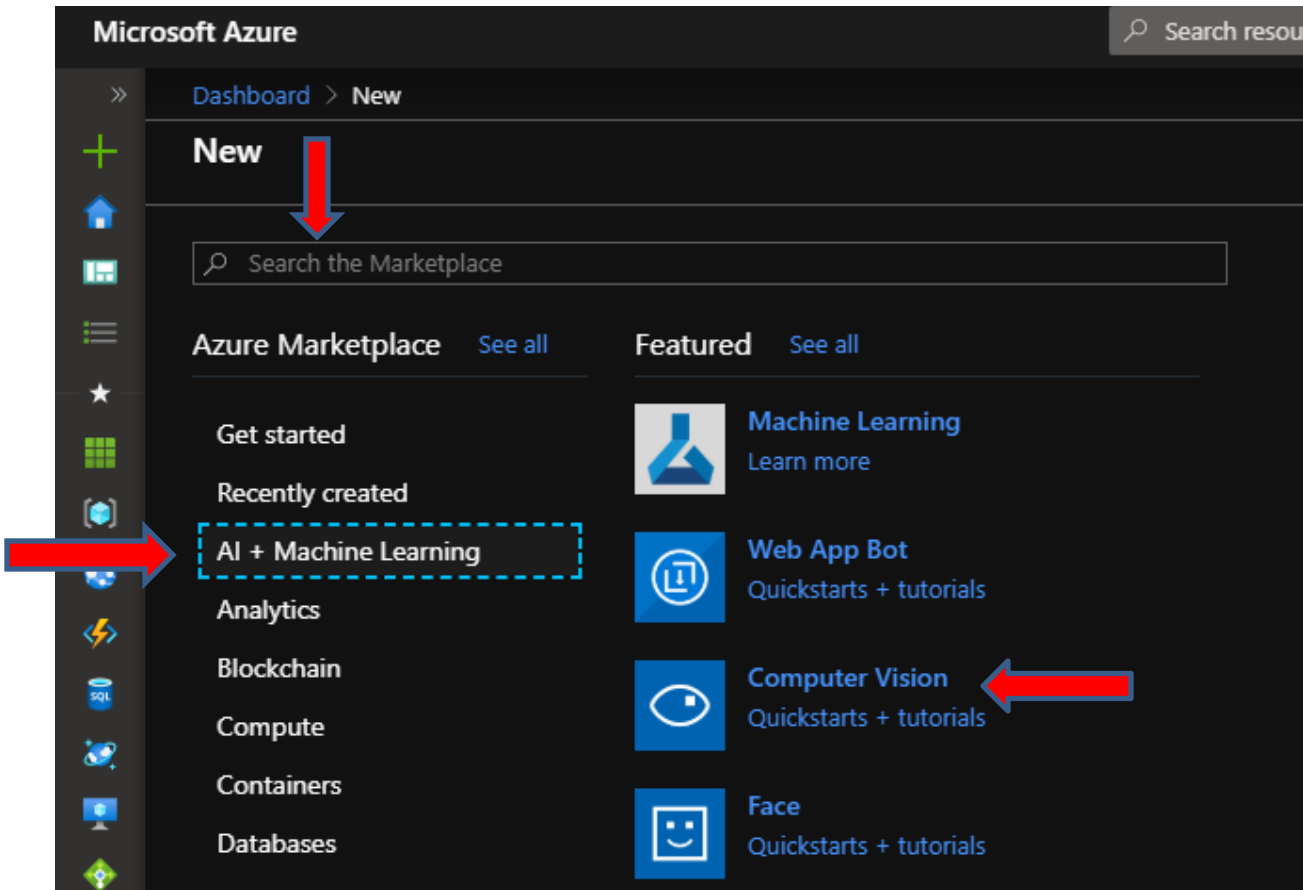 Microsoft Azure
Search resou
Dashboard > New
New
Search the Marketplace
Azure Marketplace See all
Featured See all
Get started
Recently created
AI + Machine Learning
Analytics
Blockchain
Compute
Containers
Databases
Machine Learning
Learn more
Web App Bot
Quickstarts + tutorials
Computer Vision
Quickstarts + tutorials
Face
Quickstarts + tutorials
SQL